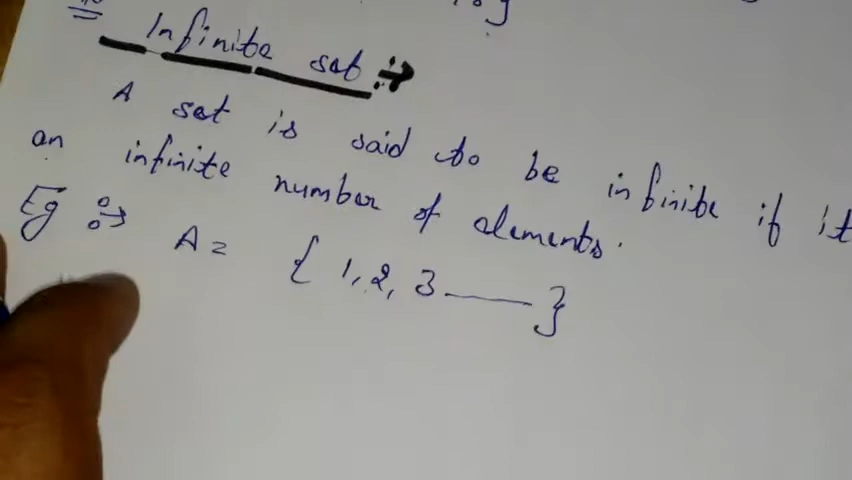 Infinite set :→
A set is said to be infinite if it
an infinite number of elements.
Eg :→ A = { 1, 2, 3 —— }